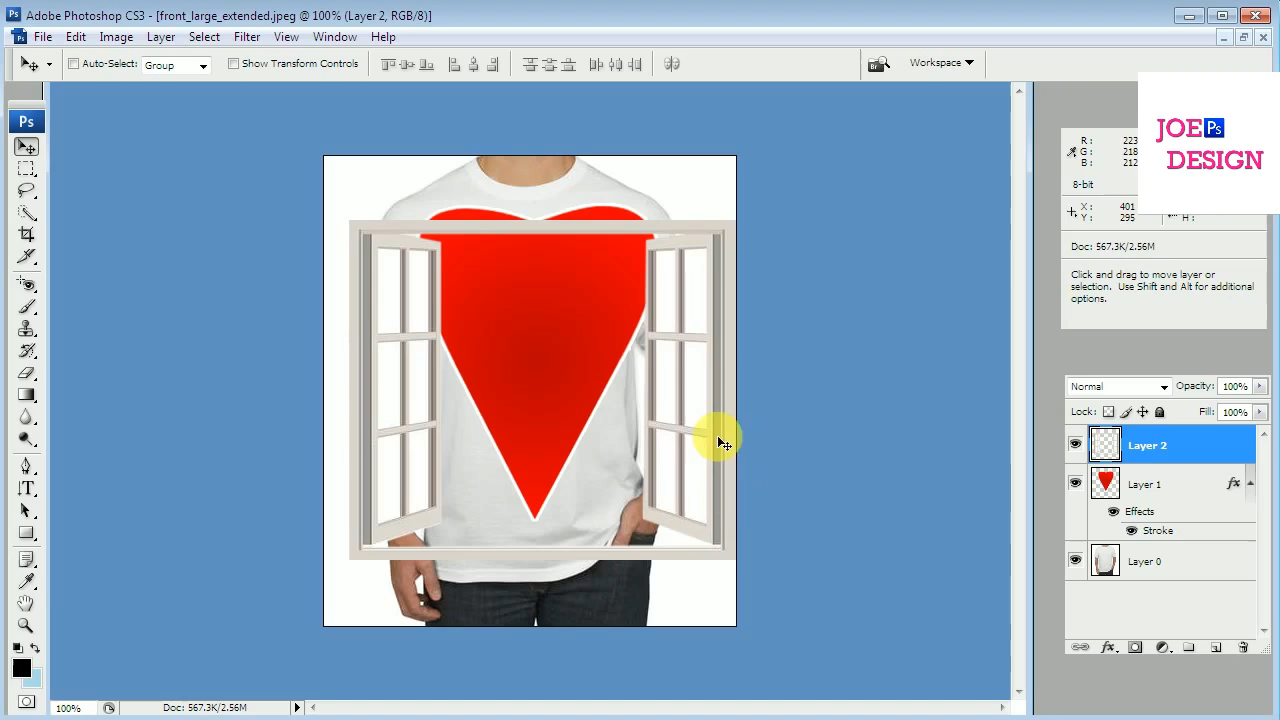 Adobe Photoshop CS3 - [front_large_extended.jpeg @ 100% (Layer 2, RGB/8)]
File Edit Image Layer Select Filter View Window Help
Auto-Select: Group Show Transform Controls Workspace
Ps
JOE Ps
DESIGN
R: 223
G: 218
B: 212
8-bit
X: 401
Y: 295
H:
Doc: 567.3K/2.56M
Click and drag to move layer or
selection. Use Shift and Alt for additional
options.
Normal Opacity: 100%
Lock: Fill: 100%
Layer 2
Layer 1 fx
Effects
Stroke
Layer 0
100% Doc: 567.3K/2.56M